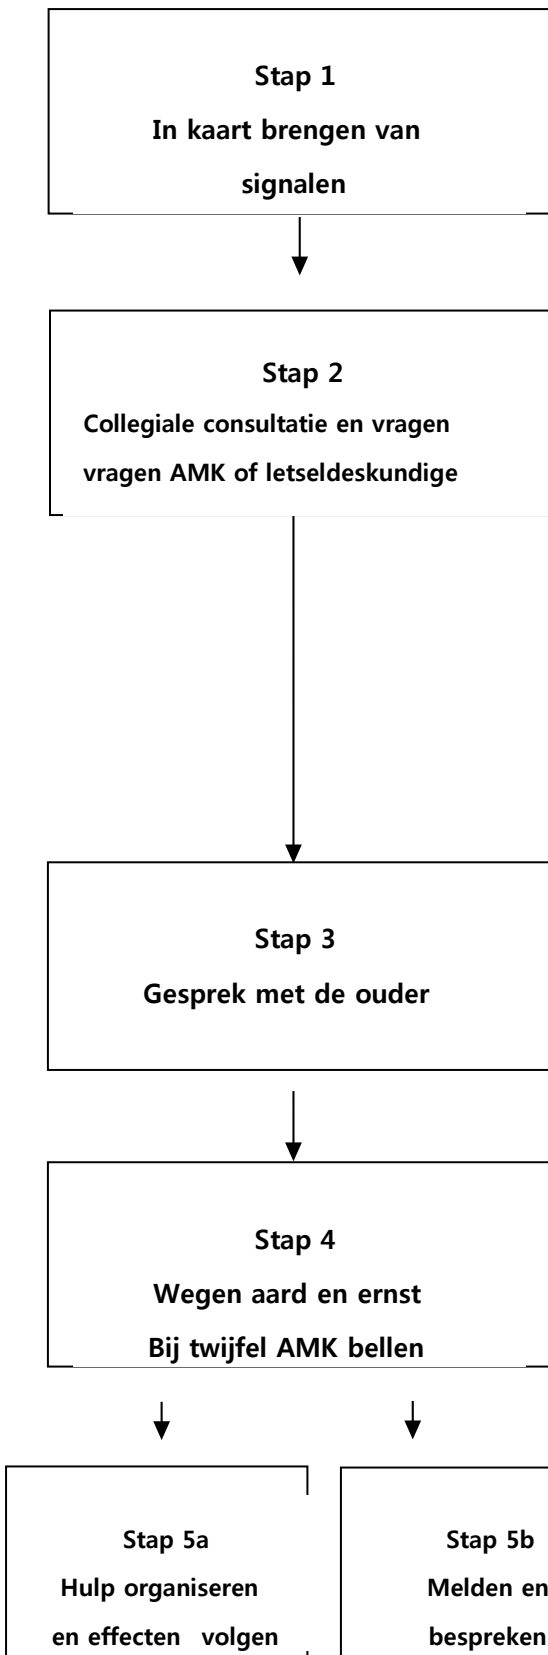 Stap 1
In kaart brengen van
signalen
Stap 2
Collegiale consultatie en vragen
vragen AMK of letseldeskundige
Stap 3
Gesprek met de ouder
Stap 4
Wegen aard en ernst
Bij twijfel AMK bellen
Stap 5a
Hulp organiseren
en effecten volgen
Stap 5b
Melden en
bespreken